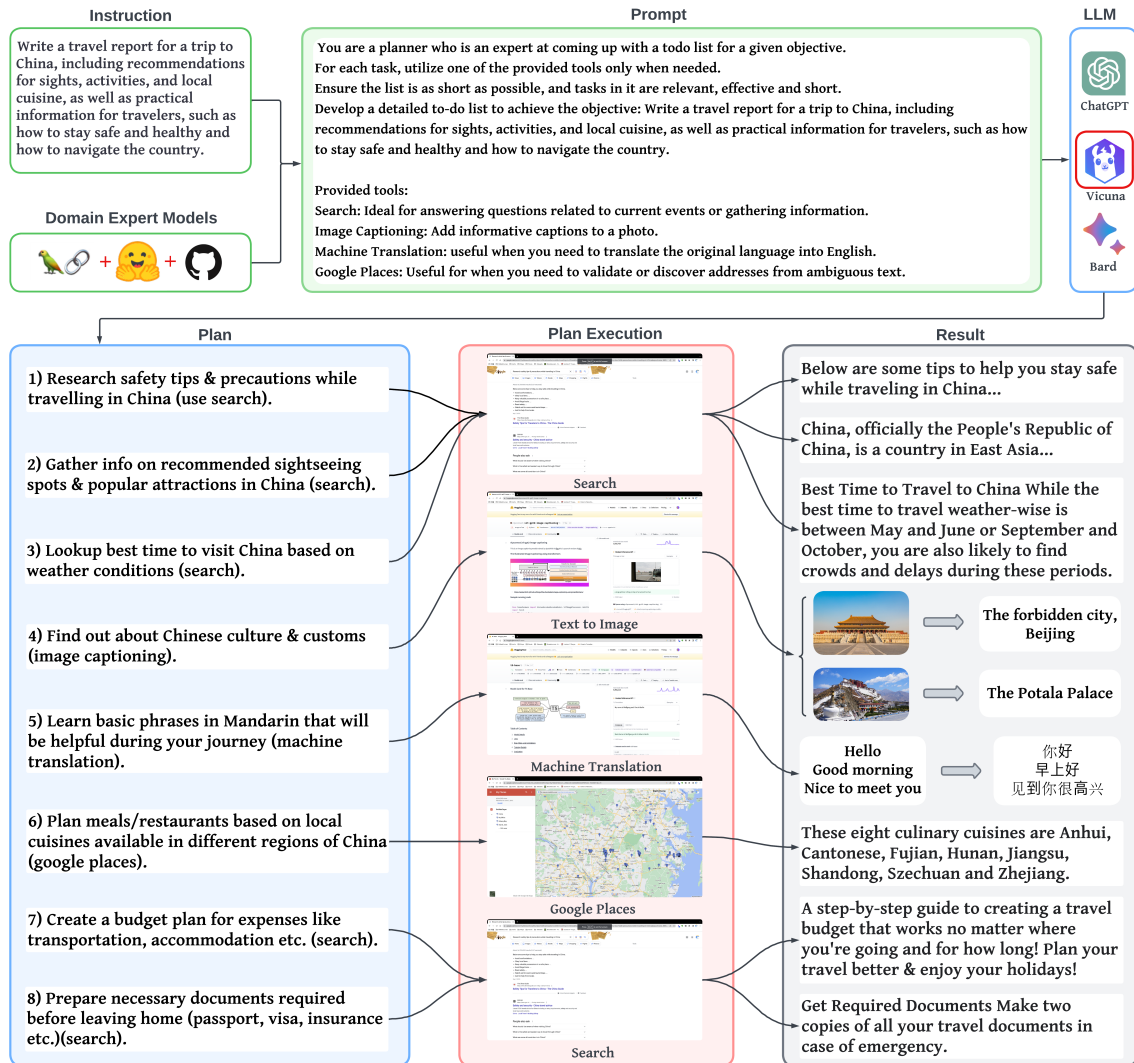 Instruction
Prompt
LLM
Write a travel report for a trip to
China, including recommendations
for sights, activities, and local
cuisine, as well as practical
information for travelers, such as
how to stay safe and healthy and
how to navigate the country.
Domain Expert Models
+
+
You are a planner who is an expert at coming up with a todo list for a given objective.
For each task, utilize one of the provided tools only when needed.
Ensure the list is as short as possible, and tasks in it are relevant, effective and short.
Develop a detailed to-do list to achieve the objective: Write a travel report for a trip to China, including
recommendations for sights, activities, and local cuisine, as well as practical information for travelers, such as how
to stay safe and healthy and how to navigate the country.
Provided tools:
Search: Ideal for answering questions related to current events or gathering information.
Image Captioning: Add informative captions to a photo.
Machine Translation: useful when you need to translate the original language into English.
Google Places: Useful for when you need to validate or discover addresses from ambiguous text.
ChatGPT
Vicuna
Bard
Plan
Plan Execution
Result
1) Research safety tips & precautions while
travelling in China (use search).
2) Gather info on recommended sightseeing
spots & popular attractions in China (search).
3) Lookup best time to visit China based on
weather conditions (search).
4) Find out about Chinese culture & customs
(image captioning).
5) Learn basic phrases in Mandarin that will
be helpful during your journey (machine
translation).
6) Plan meals/restaurants based on local
cuisines available in different regions of China
(google places).
7) Create a budget plan for expenses like
transportation, accommodation etc. (search).
8) Prepare necessary documents required
before leaving home (passport, visa, insurance
etc.)(search).
Search
Text to Image
Machine Translation
Google Places
Search
Below are some tips to help you stay safe
while traveling in China...
China, officially the People's Republic of
China, is a country in East Asia...
Best Time to Travel to China While the
best time to travel weather-wise is
between May and June or September and
October, you are also likely to find
crowds and delays during these periods.
The forbidden city,
Beijing
The Potala Palace
Hello
Good morning
Nice to meet you
你好
早上好
见到你很高兴
These eight culinary cuisines are Anhui,
Cantonese, Fujian, Hunan, Jiangsu,
Shandong, Szechuan and Zhejiang.
A step-by-step guide to creating a travel
budget that works no matter where
you're going and for how long! Plan your
travel better & enjoy your holidays!
Get Required Documents Make two
copies of all your travel documents in
case of emergency.